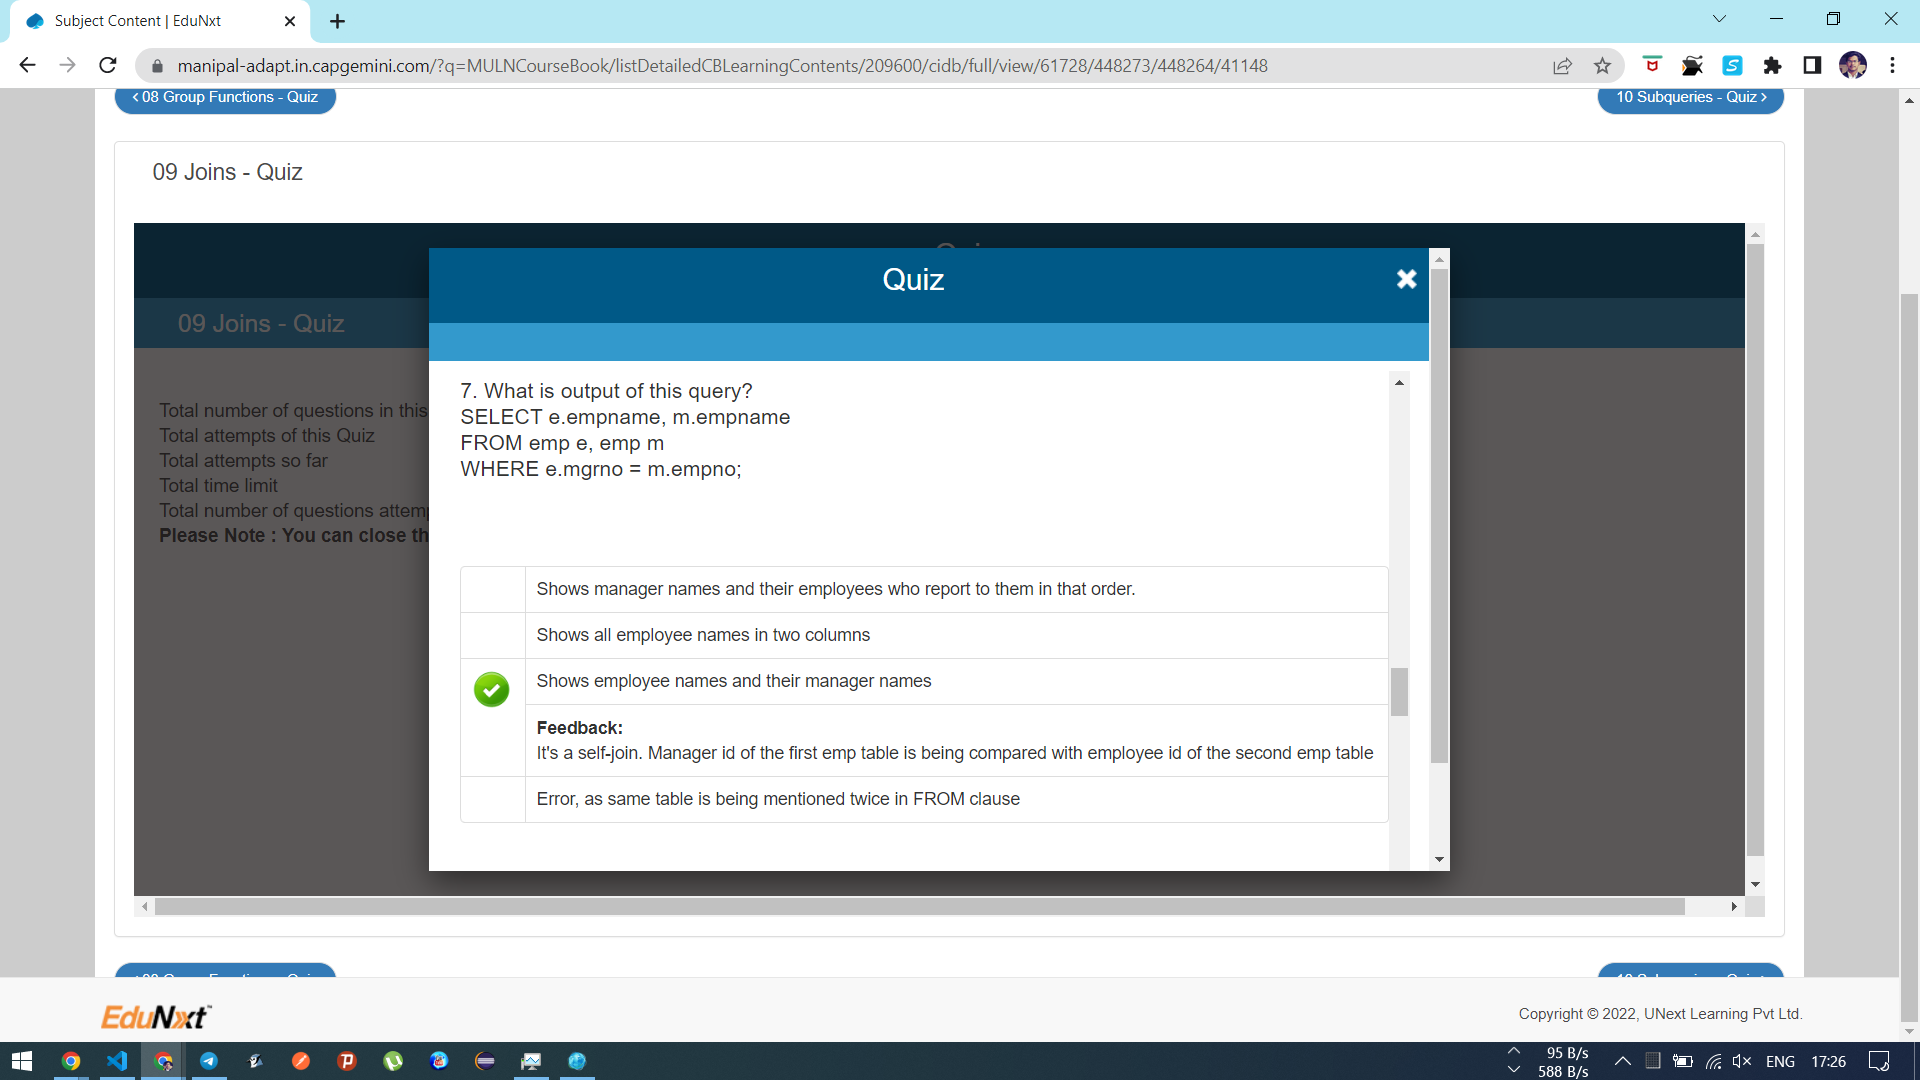 Subject Content | EduNxt
manipal-adapt.in.capgemini.com/?q=MULNCourseBook/listDetailedCBLearningContents/209600/cidb/full/view/61728/448273/448264/41148
< 08 Group Functions - Quiz
10 Subqueries - Quiz >
09 Joins - Quiz
Quiz
09 Joins - Quiz
Total number of questions in this
Total attempts of this Quiz
Total attempts so far
Total time limit
Total number of questions attem
Please Note : You can close th
7. What is output of this query?
SELECT e.empname, m.empname
FROM emp e, emp m
WHERE e.mgrno = m.empno;
Shows manager names and their employees who report to them in that order.
Shows all employee names in two columns
Shows employee names and their manager names
Feedback:
It's a self-join. Manager id of the first emp table is being compared with employee id of the second emp table
Error, as same table is being mentioned twice in FROM clause
EduNxt
Copyright © 2022, UNext Learning Pvt Ltd.
95 B/s
588 B/s
ENG
17:26